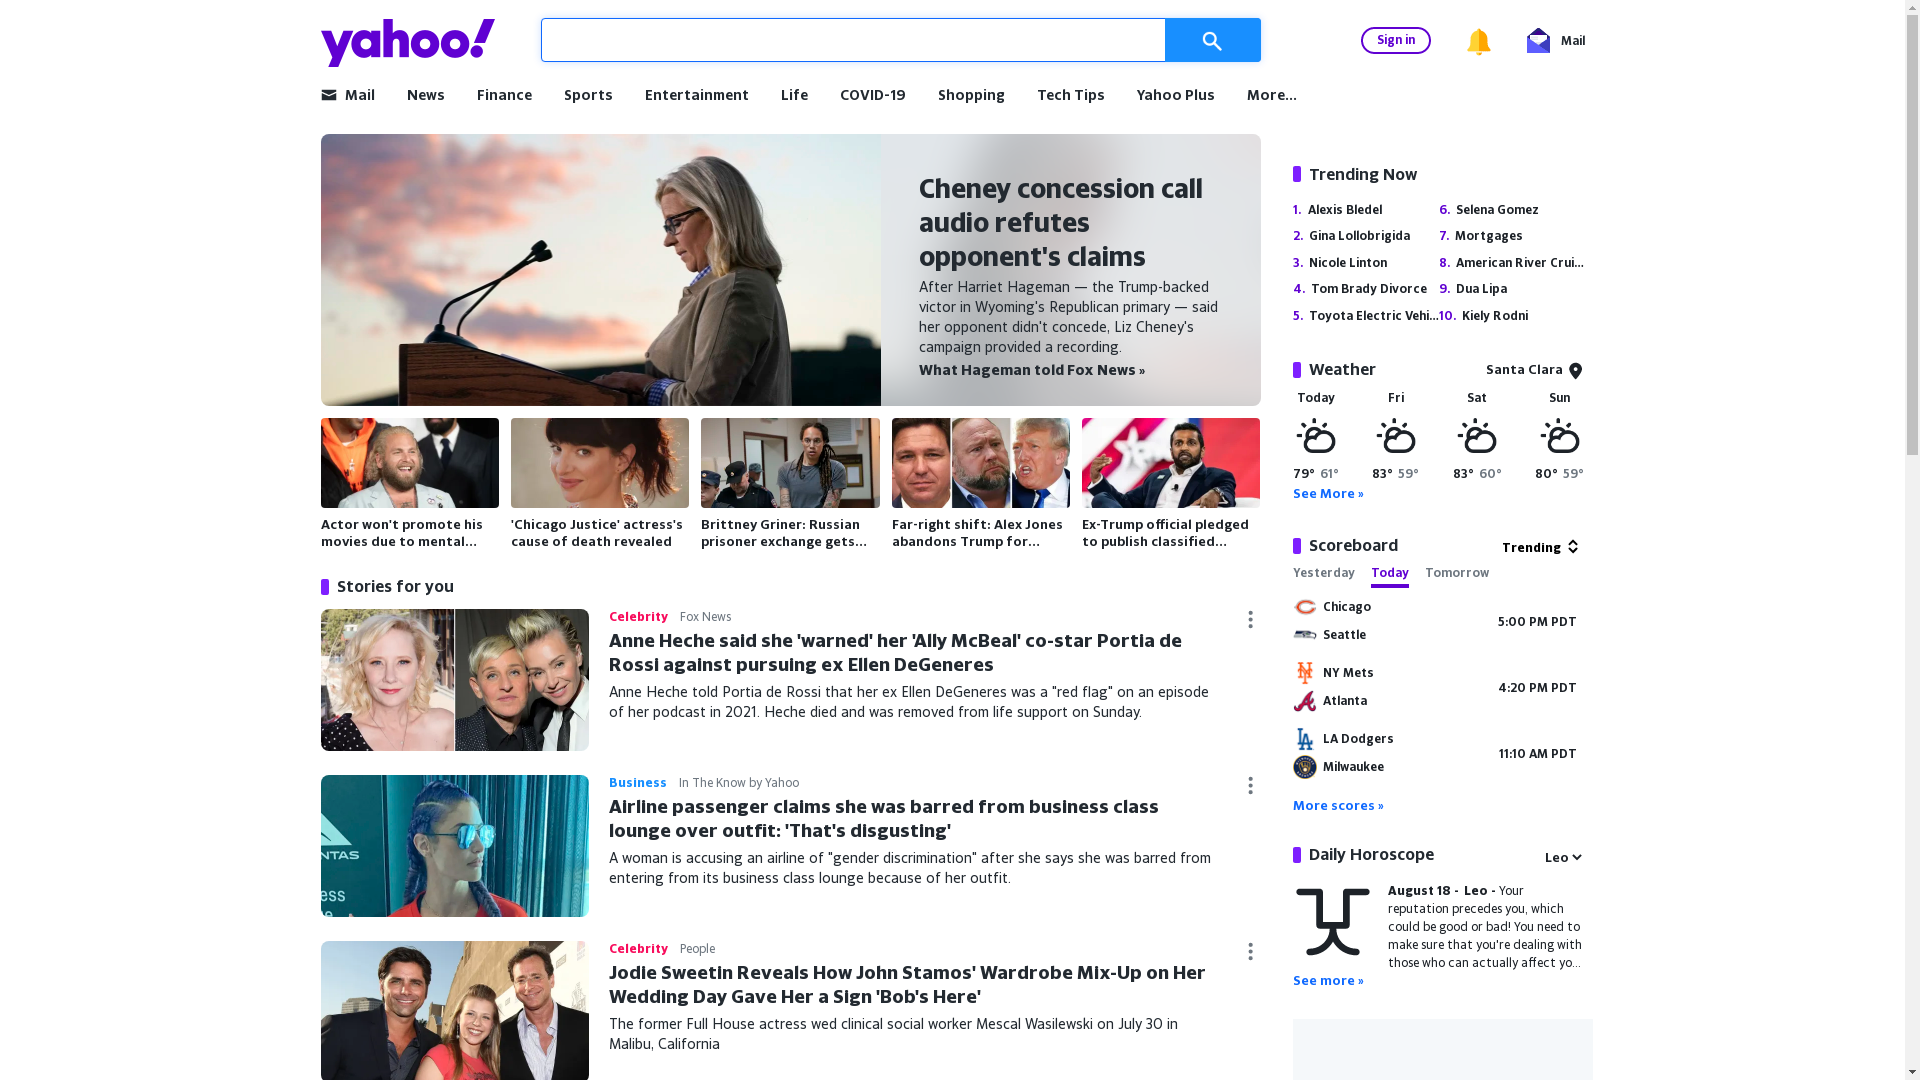 yahoo!
Sign in
Mail
Mail
News
Finance
Sports
Entertainment
Life
COVID-19
Shopping
Tech Tips
Yahoo Plus
More...
Cheney concession call
audio refutes
opponent's claims
After Harriet Hageman — the Trump-backed
victor in Wyoming's Republican primary — said
her opponent didn't concede, Liz Cheney's
campaign provided a recording.
What Hageman told Fox News »
Actor won't promote his
movies due to mental...
'Chicago Justice' actress's
cause of death revealed
Brittney Griner: Russian
prisoner exchange gets...
Far-right shift: Alex Jones
abandons Trump for...
Ex-Trump official pledged
to publish classified...
Stories for you
Celebrity Fox News
Anne Heche said she 'warned' her 'Ally McBeal' co-star Portia de
Rossi against pursuing ex Ellen DeGeneres
Anne Heche told Portia de Rossi that her ex Ellen DeGeneres was a "red flag" on an episode
of her podcast in 2021. Heche died and was removed from life support on Sunday.
Business In The Know by Yahoo
Airline passenger claims she was barred from business class
lounge over outfit: 'That's disgusting'
A woman is accusing an airline of "gender discrimination" after she says she was barred from
entering from its business class lounge because of her outfit.
Celebrity People
Jodie Sweetin Reveals How John Stamos' Wardrobe Mix-Up on Her
Wedding Day Gave Her a Sign 'Bob's Here'
The former Full House actress wed clinical social worker Mescal Wasilewski on July 30 in
Malibu, California
Trending Now
1. Alexis Bledel
2. Gina Lollobrigida
3. Nicole Linton
4. Tom Brady Divorce
5. Toyota Electric Vehi...
6. Selena Gomez
7. Mortgages
8. American River Crui...
9. Dua Lipa
10. Kiely Rodni
Weather
Santa Clara
Today Fri Sat Sun
79° 61° 83° 59° 83° 60° 80° 59°
See More »
Scoreboard
Trending
Yesterday Today Tomorrow
Chicago
Seattle
5:00 PM PDT
NY Mets
Atlanta
4:20 PM PDT
LA Dodgers
Milwaukee
11:10 AM PDT
More scores »
Daily Horoscope
Leo
August 18 - Leo - Your
reputation precedes you, which
could be good or bad! You need to
make sure that you're dealing with
those who can actually affect yo...
See more »